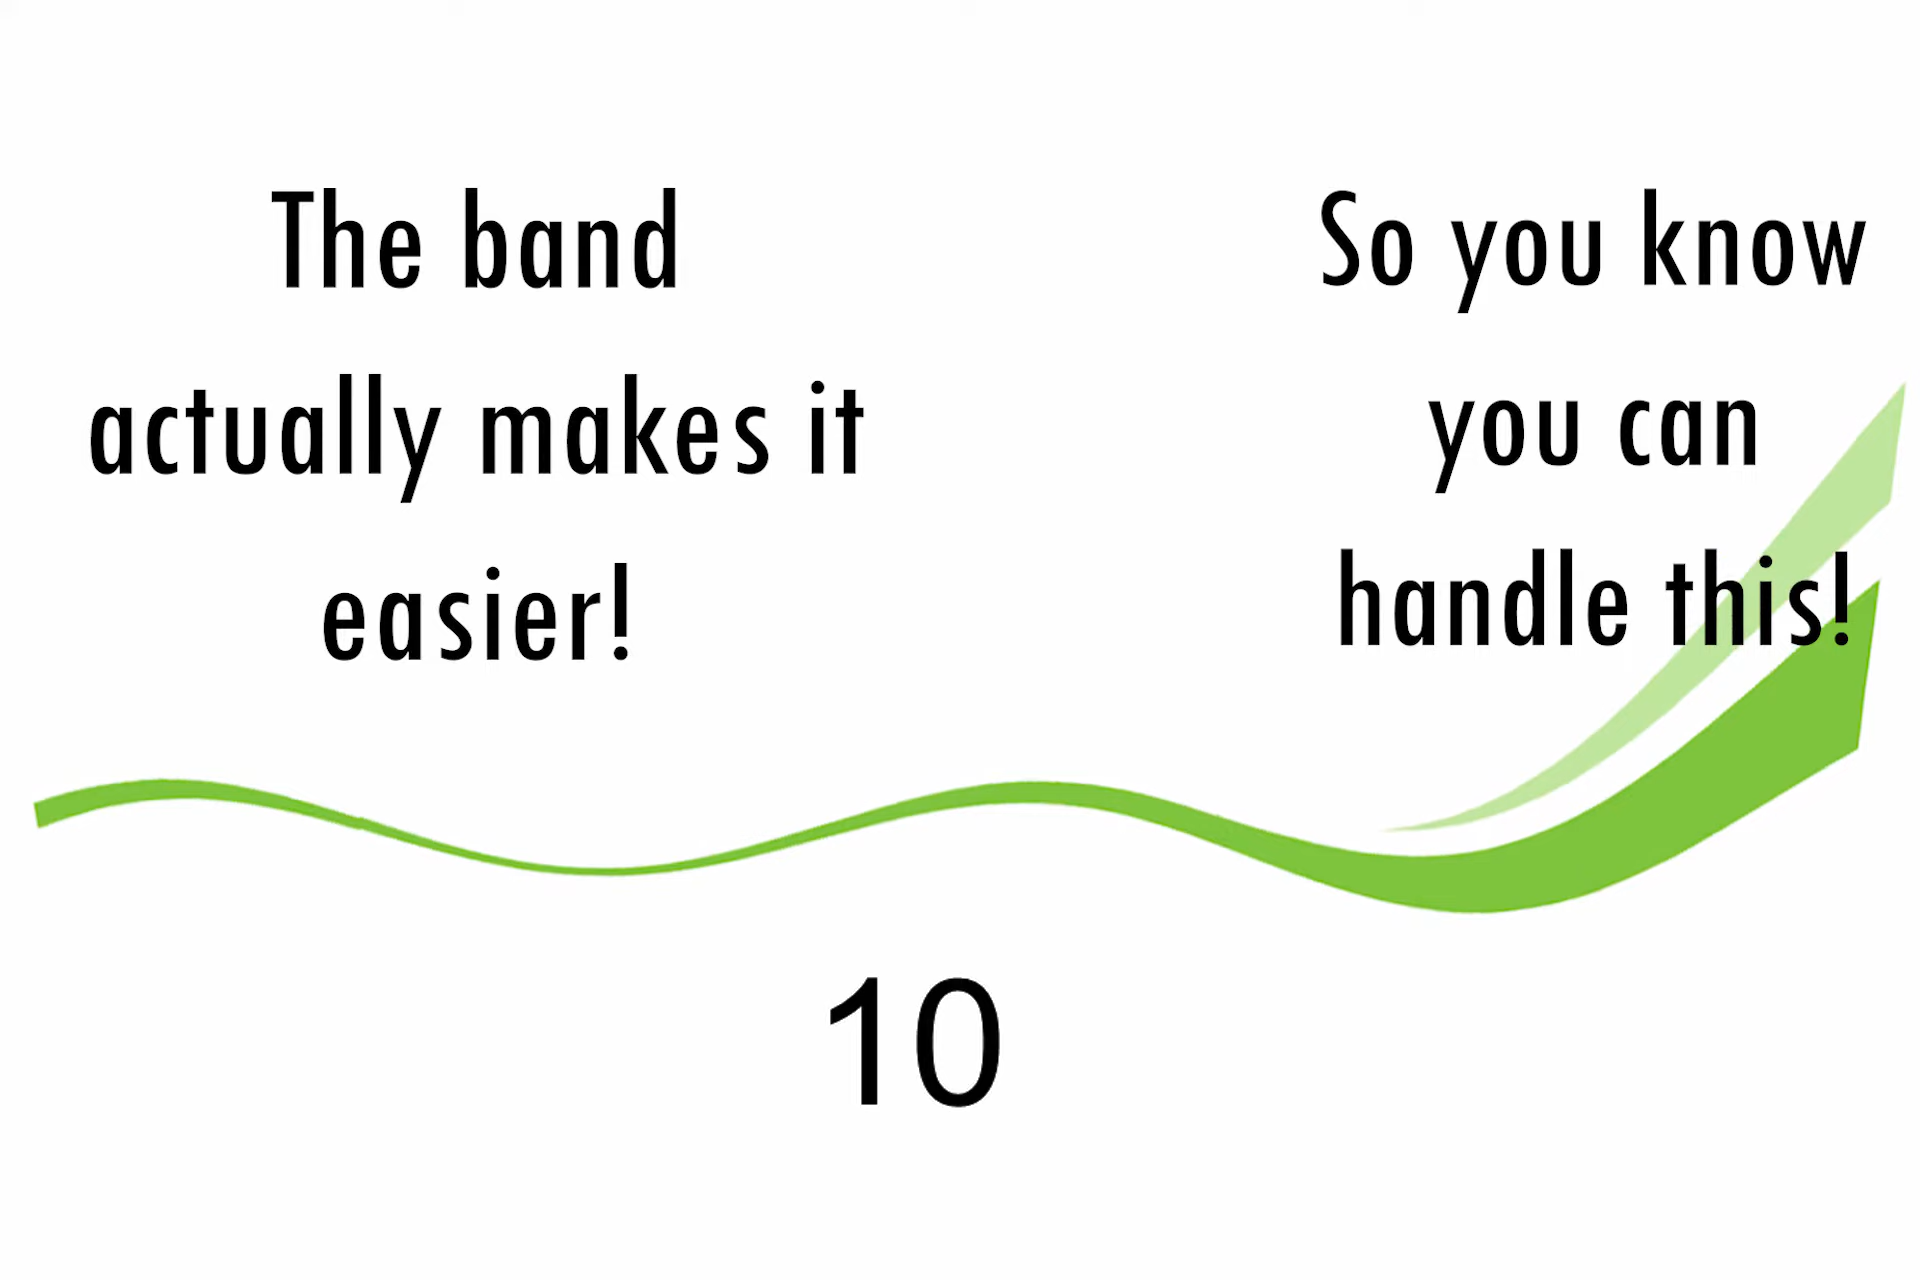 The band
actually makes it
easier!
So you know
you can
handle this!
10